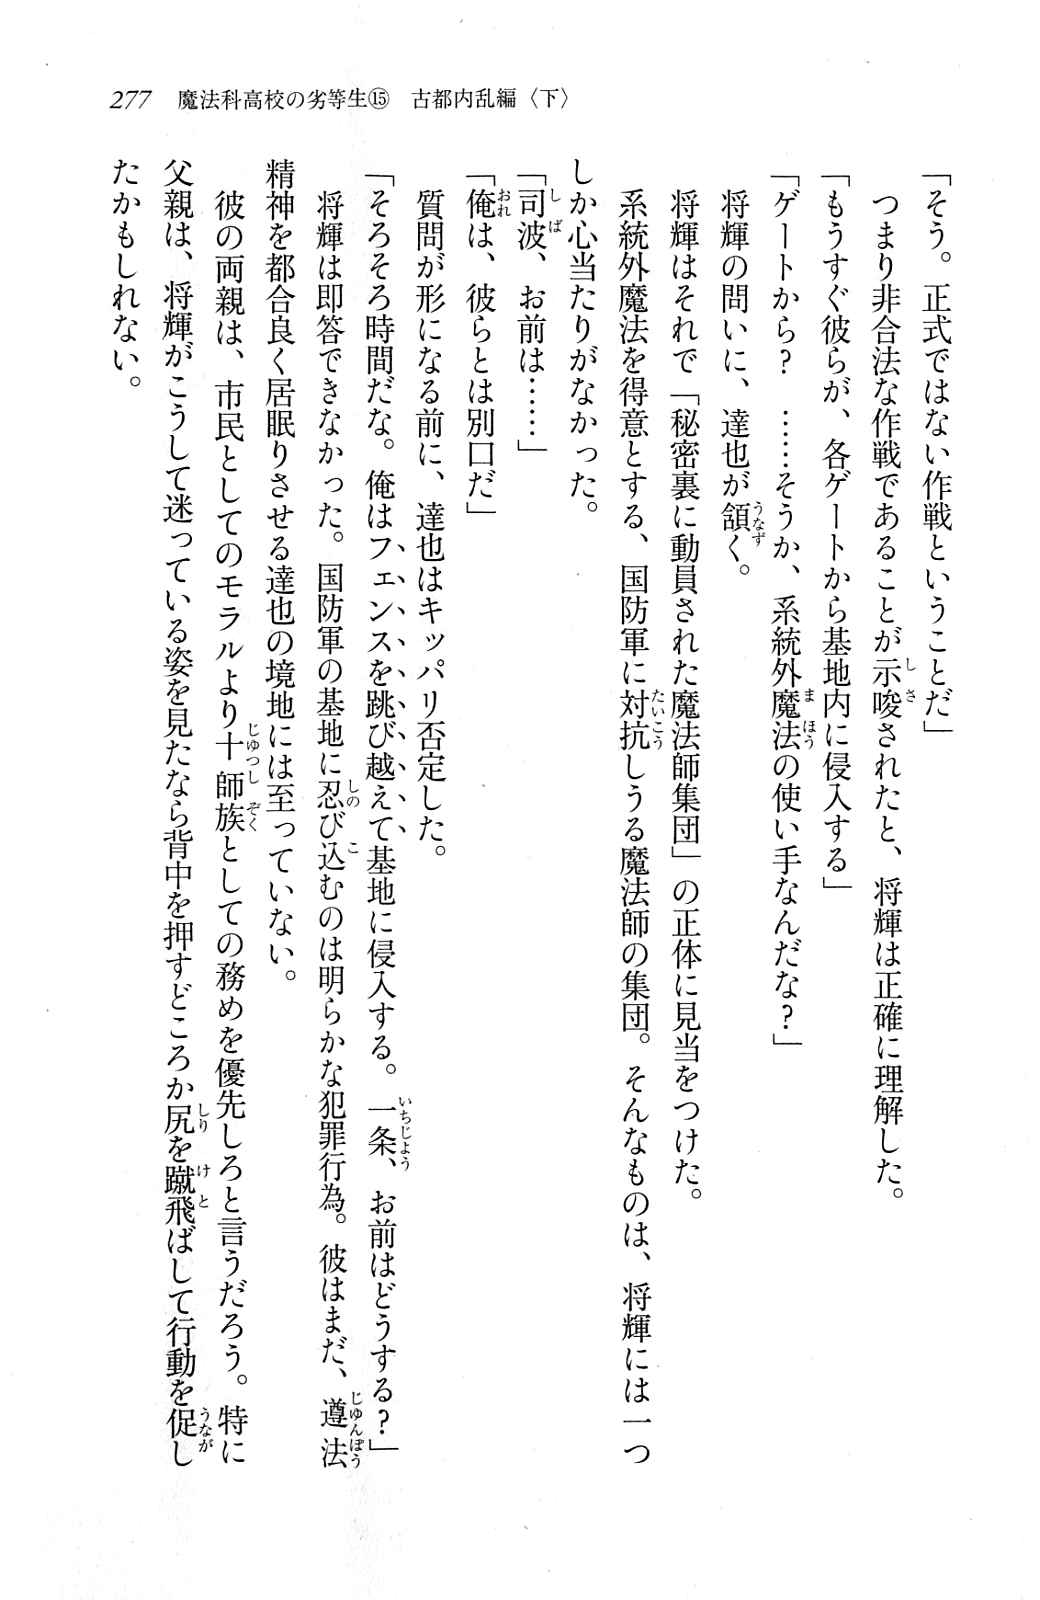 277　魔法科高校の劣等生⑮　古都内乱編〈下〉
「そう。正式ではない作戦ということだ」
　つまり非合法な作戦であることが示唆されたと、将輝は正確に理解した。
「もうすぐ彼らが、各ゲートから基地内に侵入する」
「ゲートから？　……そうか、系統外魔法の使い手なんだな？」
　将輝の問いに、達也が頷く。
　将輝はそれで「秘密裏に動員された魔法師集団」の正体に見当をつけた。
　系統外魔法を得意とする、国防軍に対抗しうる魔法師の集団。そんなものは、将輝には一つ
しか心当たりがなかった。
「司波、お前は……」
「俺は、彼らとは別口だ」
　質問が形になる前に、達也はキッパリ否定した。
「そろそろ時間だな。俺はフェンスを跳び越えて基地に侵入する。一条、お前はどうする？」
　将輝は即答できなかった。国防軍の基地に忍び込むのは明らかな犯罪行為。彼はまだ、遵法
精神を都合良く居眠りさせる達也の境地には至っていない。
　彼の両親は、市民としてのモラルより十師族としての務めを優先しろと言うだろう。特に
父親は、将輝がこうして迷っている姿を見たなら背中を押すどころか尻を蹴飛ばして行動を促し
たかもしれない。